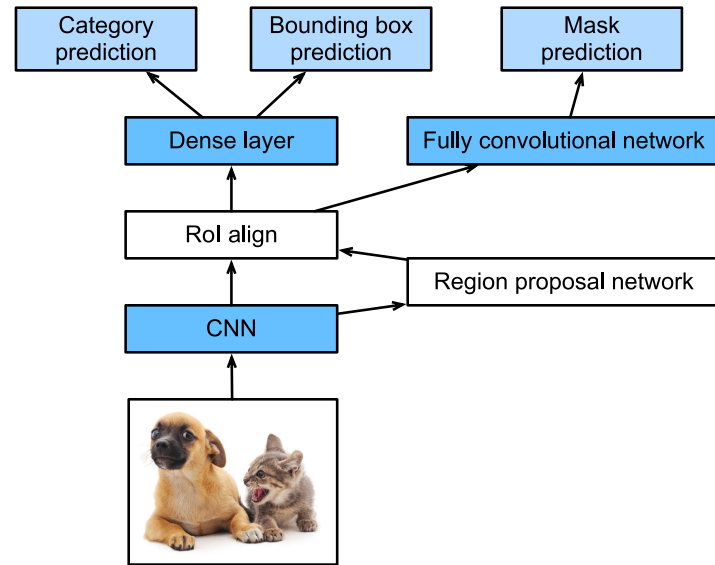 Category
prediction
Bounding box
prediction
Mask
prediction
Dense layer
Fully convolutional network
RoI align
Region proposal network
CNN